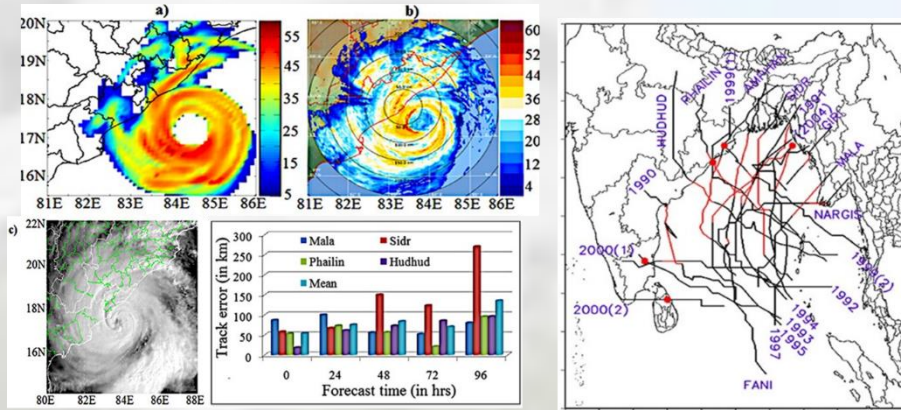 a)
20N
19N
18N
17N
16N
81E 82E 83E 84E 85E 86E
55
45
35
25
15
5
b)
60
52
44
36
28
20
12
4
81E 82E 83E 84E 85E 86E
c)
22N
20N
18N
16N
80E 82E 84E 86E 88E
Track error (in km)
300
250
200
150
100
50
0
Mala Sidr
Phailin Hudhud
Mean
0 24 48 72 96
Forecast time (in hrs)
HUDHUD
PHAILIN
1999(1)
SIDR
1991
GIRI
MALA
NARGIS
1990
2000(1)
2000(2)
1992
1994
1993
1995
1997
FANI